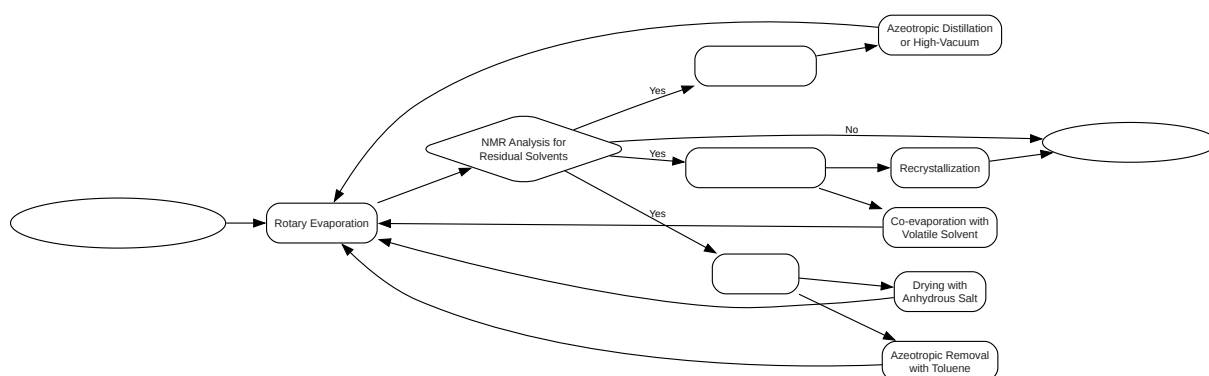 Azeotropic Distillation
or High-Vacuum
Yes
No
NMR Analysis for
Residual Solvents
Yes
Recrystallization
Rotary Evaporation
Yes
Co-evaporation with
Volatile Solvent
Drying with
Anhydrous Salt
Azeotropic Removal
with Toluene